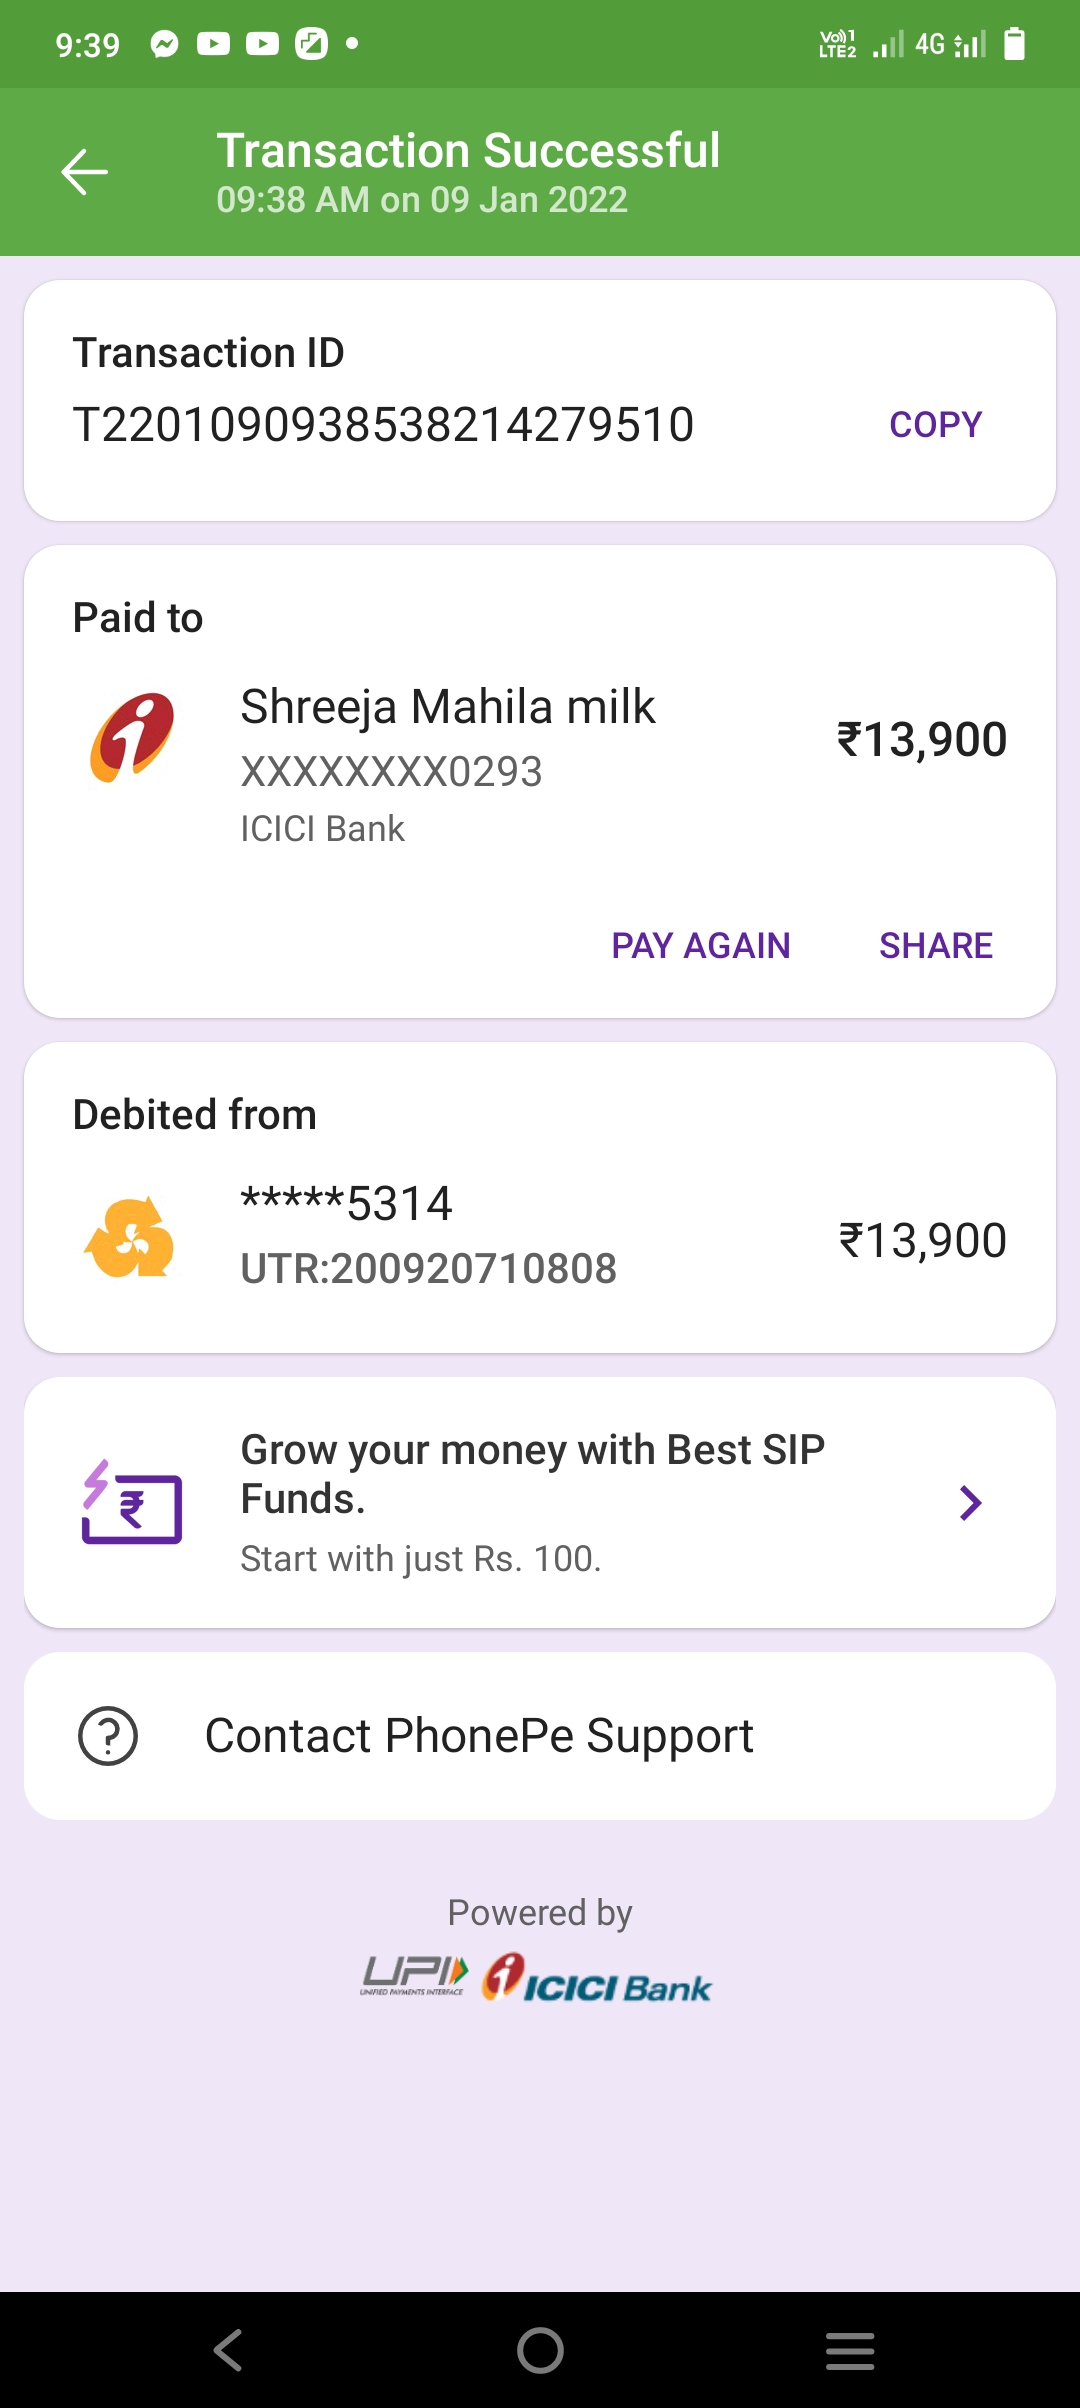 9:39
Vo)) 1
LTE 2
4G
Transaction Successful
09:38 AM on 09 Jan 2022
Transaction ID
T2201090938538214279510
COPY
Paid to
Shreeja Mahila milk
XXXXXXXX0293
ICICI Bank
₹13,900
PAY AGAIN
SHARE
Debited from
*****5314
UTR:200920710808
₹13,900
Grow your money with Best SIP
Funds.
Start with just Rs. 100.
Contact PhonePe Support
Powered by
UPI
UNIFIED PAYMENTS INTERFACE
ICICI Bank